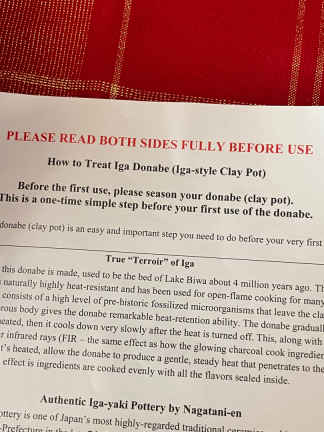 PLEASE READ BOTH SIDES FULLY BEFORE USE
How to Treat Iga Donabe (Iga-style Clay Pot)
Before the first use, please season your donabe (clay pot).
This is a one-time simple step before your first use of the donabe.
donabe (clay pot) is an easy and important step you need to do before your very first
True “Terroir” of Iga
this donabe is made, used to be the bed of Lake Biwa about 4 million years ago. Th
naturally highly heat-resistant and has been used for open-flame cooking for many
consists of a high level of pre-historic fossilized microorganisms that leave the cla
rous body gives the donabe remarkable heat-retention ability. The donabe graduall
eated, then it cools down very slowly after the heat is turned off. This, along with
r infrared rays (FIR – the same effect as how the glowing charcoal cook ingredien
t’s heated, allow the donabe to produce a gentle, steady heat that penetrates to the
effect is ingredients are cooked evenly with all the flavors sealed inside.
Authentic Iga-yaki Pottery by Nagatani-en
ottery is one of Japan’s most highly-regarded traditional
Prefecture in the